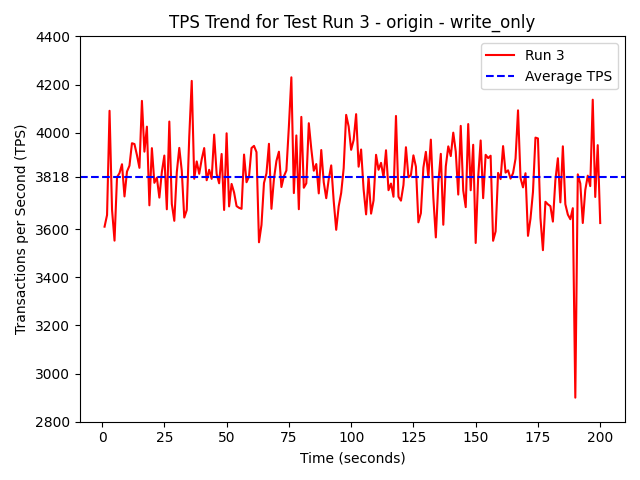 TPS Trend for Test Run 3 - origin - write_only
Run 3
Average TPS
Transactions per Second (TPS)
4400
4200
4000
3818
3600
3400
3200
3000
2800
0 25 50 75 100 125 150 175 200
Time (seconds)